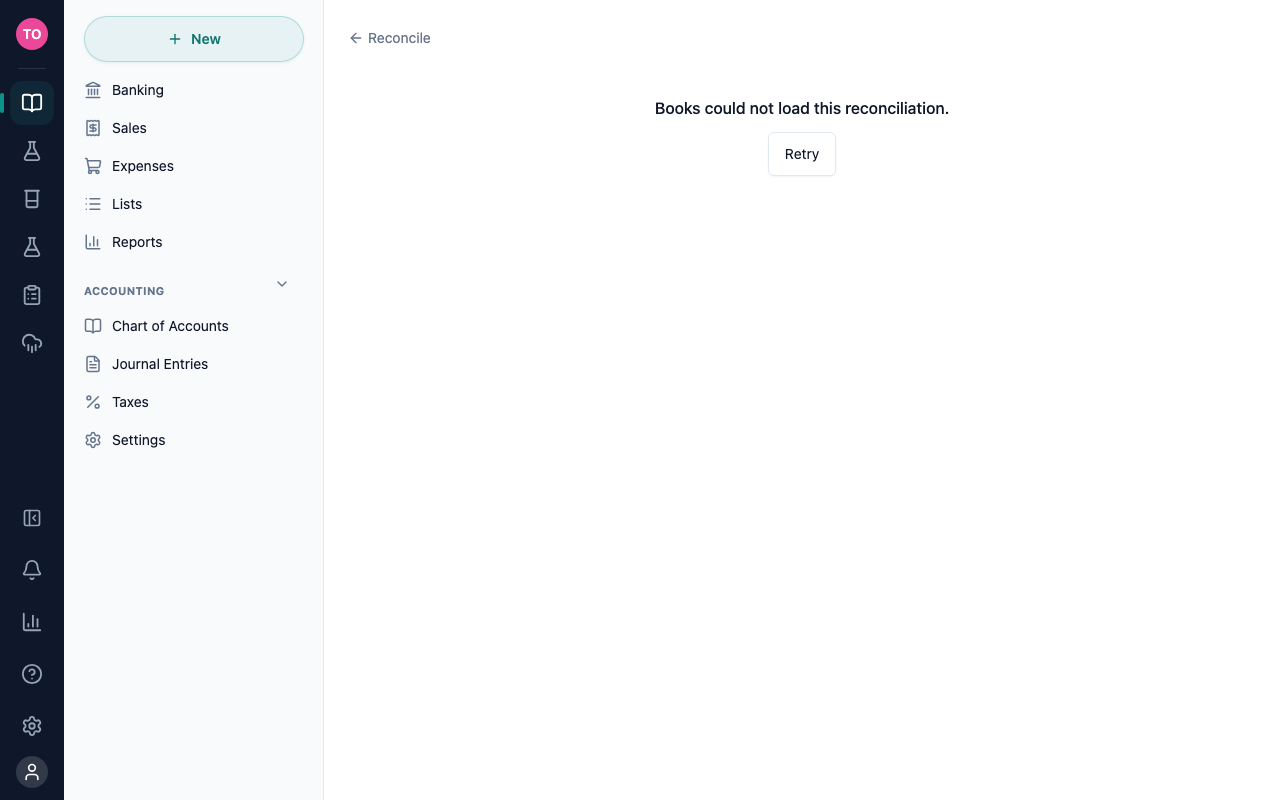 TO
New
Banking
Sales
Expenses
Lists
Reports
ACCOUNTING
Chart of Accounts
Journal Entries
Taxes
Settings
Reconcile
Books could not load this reconciliation.
Retry